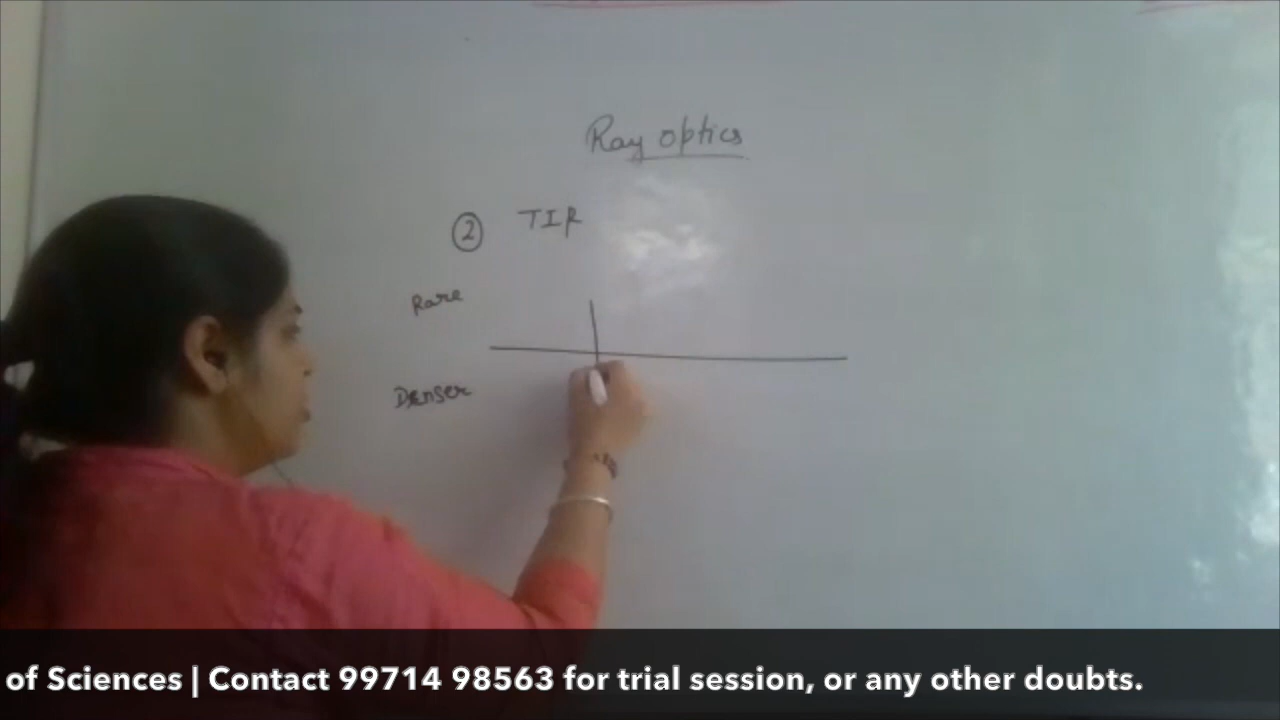 Ray optics
② TIR
Rare
Denser
of Sciences | Contact 99714 98563 for trial session, or any other doubts.